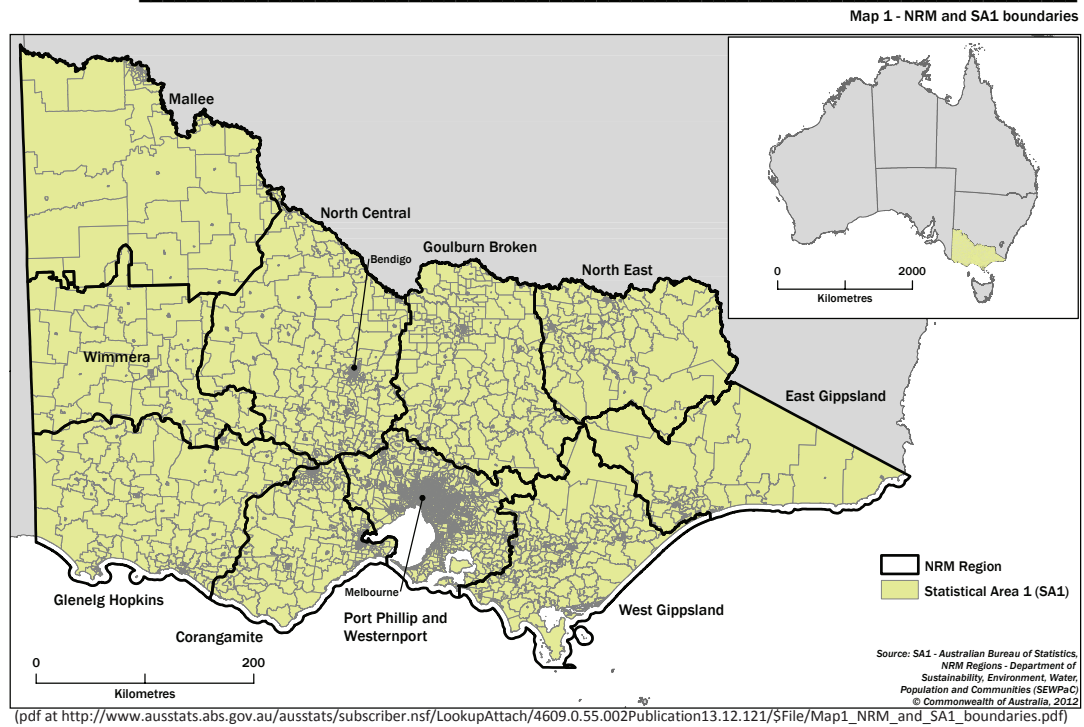 Map 1 - NRM and SA1 boundaries
Mallee
North Central
Goulburn Broken
Bendigo
North East
0
2000
Kilometres
Wimmera
East Gippsland
NRM Region
Statistical Area 1 (SA1)
Melbourne
Glenelg Hopkins
Port Phillip and
Westernport
West Gippsland
Corangamite
0
200
Kilometres
Source: SA1 - Australian Bureau of Statistics,
NRM Regions - Department of
Sustainability, Environment, Water,
Population and Communities (SEWPaC)
© Commonwealth of Australia, 2012
(pdf at http://www.ausstats.abs.gov.au/ausstats/subscriber.nsf/LookupAttach/4609.0.55.002Publication13.12.121/$File/Map1_NRM_and_SA1_boundaries.pdf)